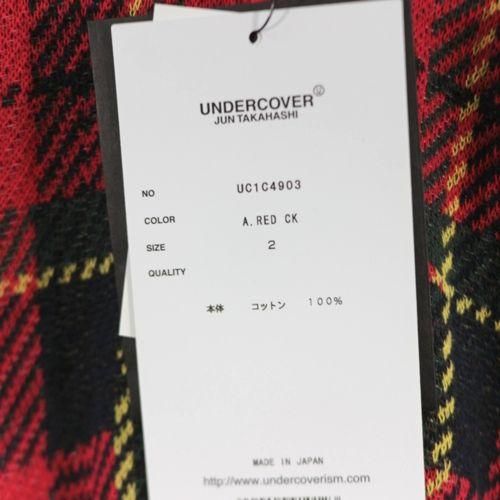 UNDERCOVER
JUN TAKAHASHI
NO UC1C4903
COLOR A.RED CK
SIZE 2
QUALITY
本体 コットン 100%
MADE IN JAPAN
http://www.undercoverism.com